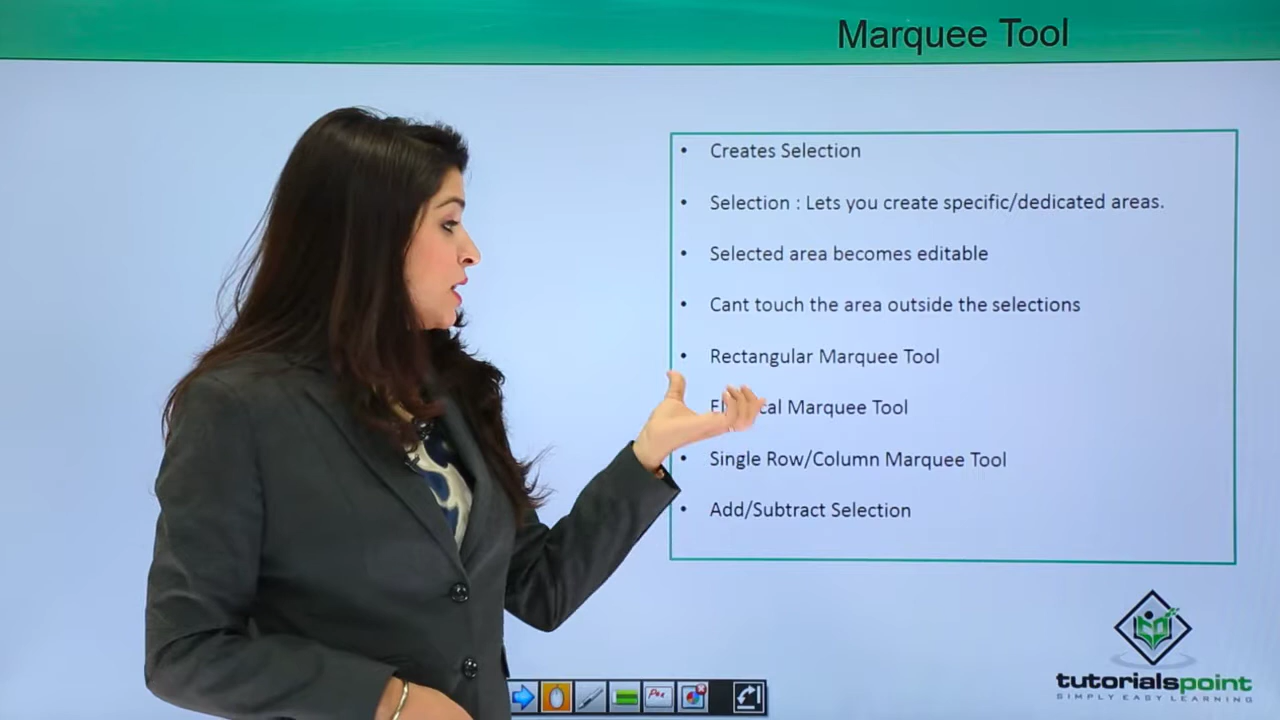 Marquee Tool
• Creates Selection
• Selection : Lets you create specific/dedicated areas.
• Selected area becomes editable
• Cant touch the area outside the selections
• Rectangular Marquee Tool
Marquee Tool
• Single Row/Column Marquee Tool
• Add/Subtract Selection
tutorialspoint
SIMPLY EASY LEARNING